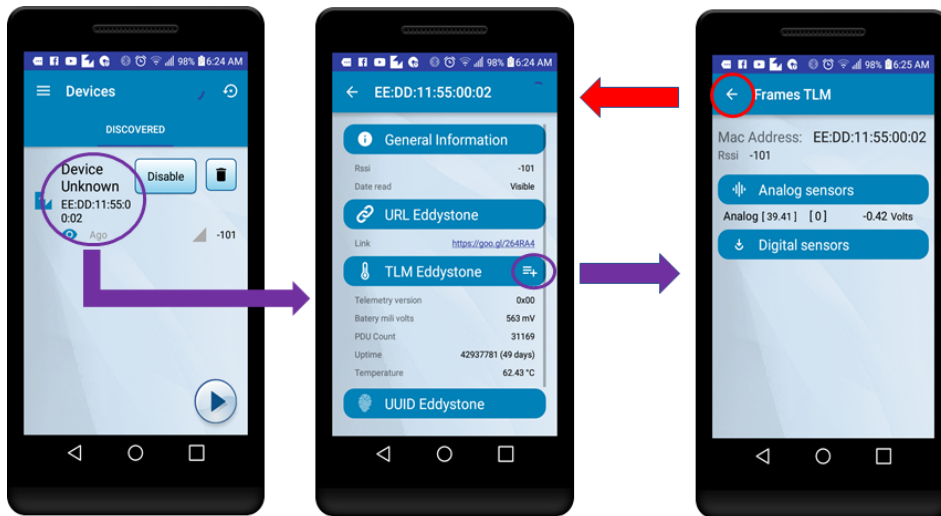 98% 6:24 AM
Devices
DISCOVERED
Device
Unknown
EE:DD:11:55:0
0:02
Disable
Ago
-101
98% 6:24 AM
EE:DD:11:55:00:02
General Information
Rssi -101
Date read Visible
URL Eddystone
Link https://goo.gl/264RA4
TLM Eddystone
Telemetry version 0x00
Batery mili volts 563 mV
PDU Count 31169
Uptime 42937781 (49 days)
Temperature 62.43 °C
UUID Eddystone
98% 6:25 AM
Frames TLM
Mac Address: EE:DD:11:55:00:02
Rssi -101
Analog sensors
Analog [ 39.41 ] [ 0 ] -0.42 Volts
Digital sensors